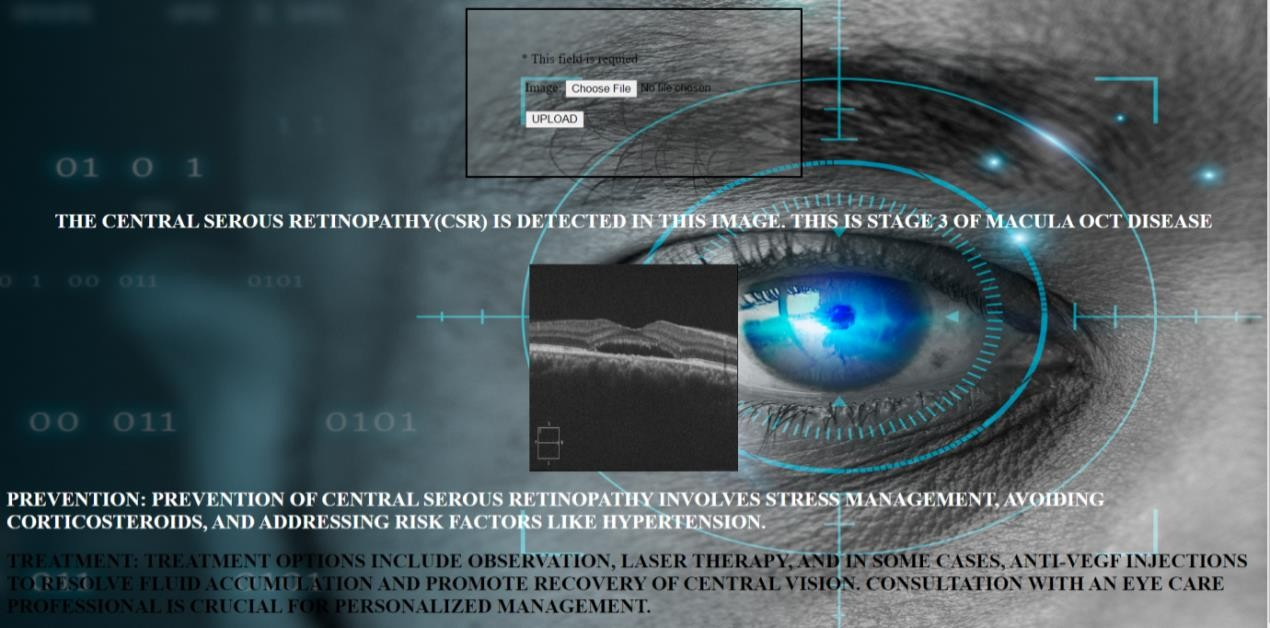 * This field is requied
Image: Choose File No file chosen
UPLOAD
01 0 1
THE CENTRAL SEROUS RETINOPATHY(CSR) IS DETECTED IN THIS IMAGE. THIS IS STAGE 3 OF MACULA OCT DISEASE
0 1 00 011 0101
00 011 0101
PREVENTION: PREVENTION OF CENTRAL SEROUS RETINOPATHY INVOLVES STRESS MANAGEMENT, AVOIDING
CORTICOSTEROIDS, AND ADDRESSING RISK FACTORS LIKE HYPERTENSION.
TREATMENT: TREATMENT OPTIONS INCLUDE OBSERVATION, LASER THERAPY, AND IN SOME CASES, ANTI-VEGF INJECTIONS
TO RESOLVE FLUID ACCUMULATION AND PROMOTE RECOVERY OF CENTRAL VISION. CONSULTATION WITH AN EYE CARE
PROFESSIONAL IS CRUCIAL FOR PERSONALIZED MANAGEMENT.